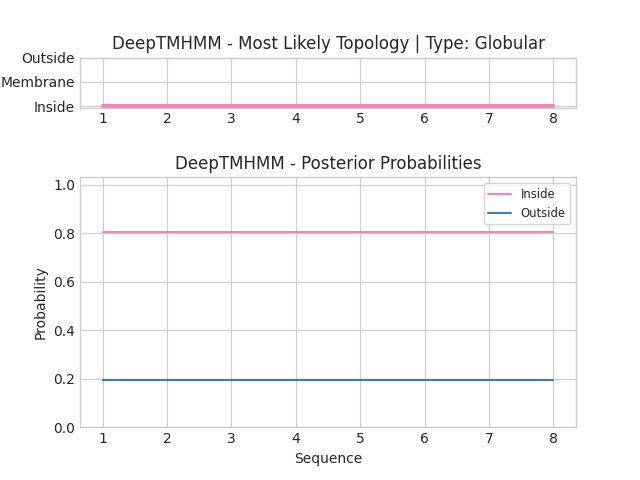 DeepTMHMM - Most Likely Topology | Type: Globular
Outside
Membrane
Inside
1 2 3 4 5 6 7 8
DeepTMHMM - Posterior Probabilities
1.0
0.8
0.6
0.4
0.2
0.0
Probability
Inside
Outside
1 2 3 4 5 6 7 8
Sequence